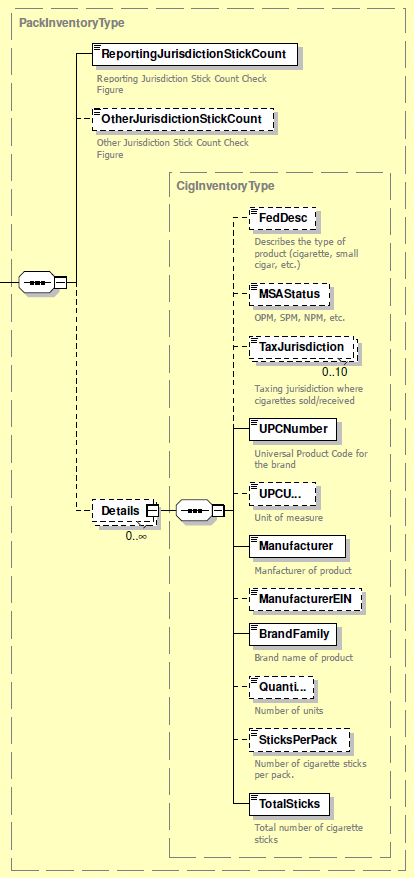 PackInventoryType
ReportingJurisdictionStickCount
Reporting Jurisdiction Stick Count Check
Figure
OtherJurisdictionStickCount
Other Jurisdiction Stick Count Check
Figure
CigInventoryType
FedDesc
Describes the type of
product (cigarette, small
cigar, etc.)
MSAStatus
OPM, SPM, NPM, etc.
TaxJurisdiction
0..10
Taxing jurisidiction where
cigarettes sold/received
UPCNumber
Universal Product Code for
the brand
Details
0..∞
UPCU...
Unit of measure
Manufacturer
Manfacturer of product
ManufacturerEIN
BrandFamily
Brand name of product
Quanti...
Number of units
SticksPerPack
Number of cigarette sticks
per pack.
TotalSticks
Total number of cigarette
sticks